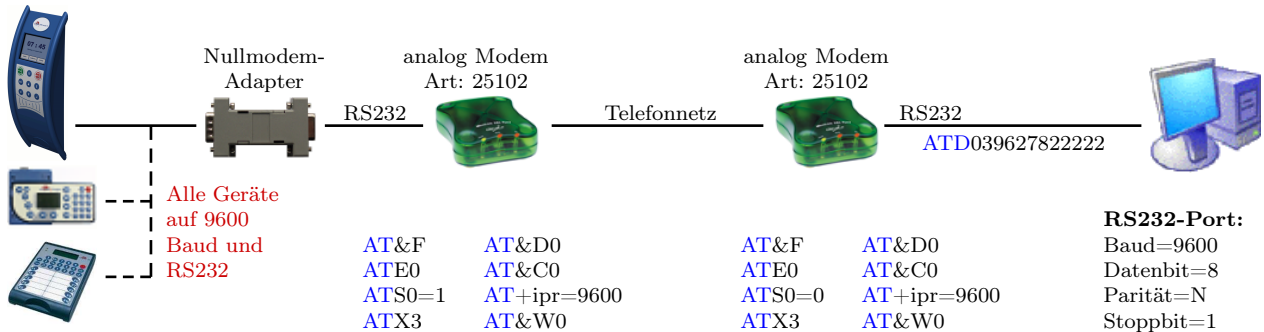 07:45
Nullmodem-
Adapter
analog Modem
Art: 25102
analog Modem
Art: 25102
RS232
Telefonnetz
RS232
ATD039627822222
Alle Geräte
auf 9600
Baud und
RS232
AT&F AT&D0
ATE0 AT&C0
ATS0=1 AT+ipr=9600
ATX3 AT&W0
AT&F AT&D0
ATE0 AT&C0
ATS0=0 AT+ipr=9600
ATX3 AT&W0
RS232-Port:
Baud=9600
Datenbit=8
Parität=N
Stoppbit=1